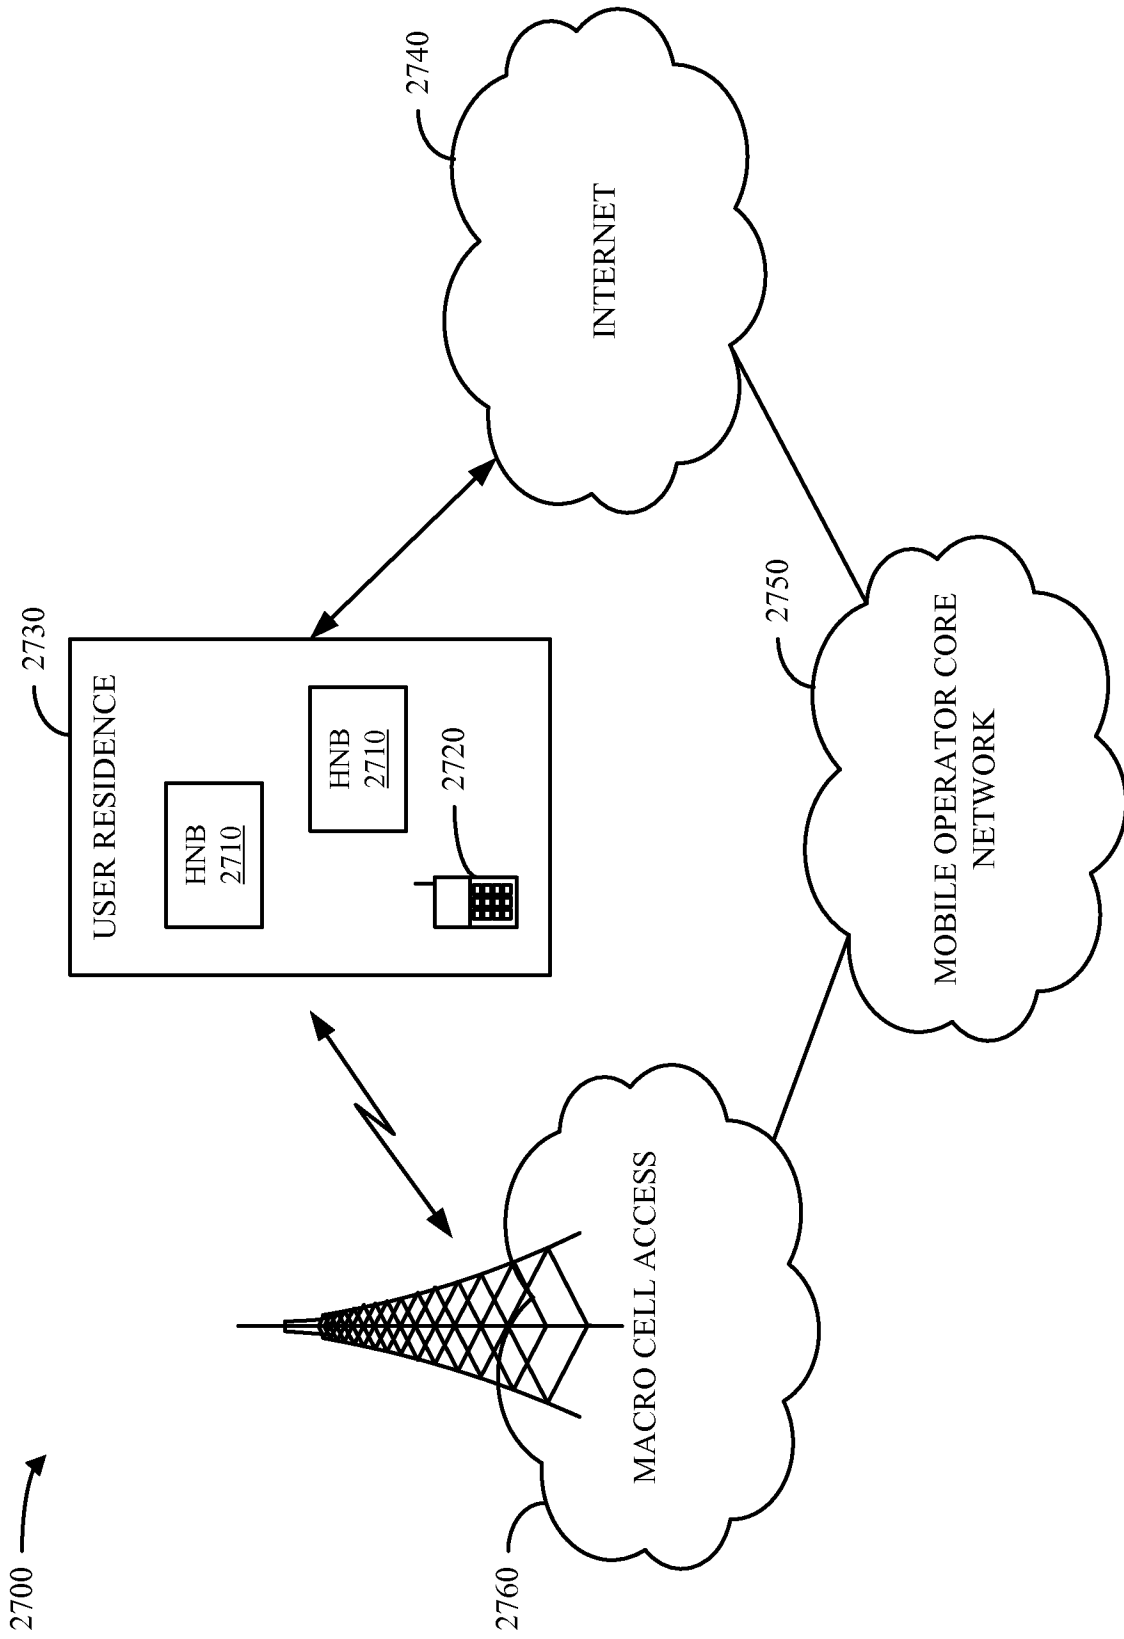 2700
USER RESIDENCE
2730
HNB
2710
HNB
2710
2720
2740
INTERNET
2760
MACRO CELL ACCESS
2750
MOBILE OPERATOR CORE
NETWORK